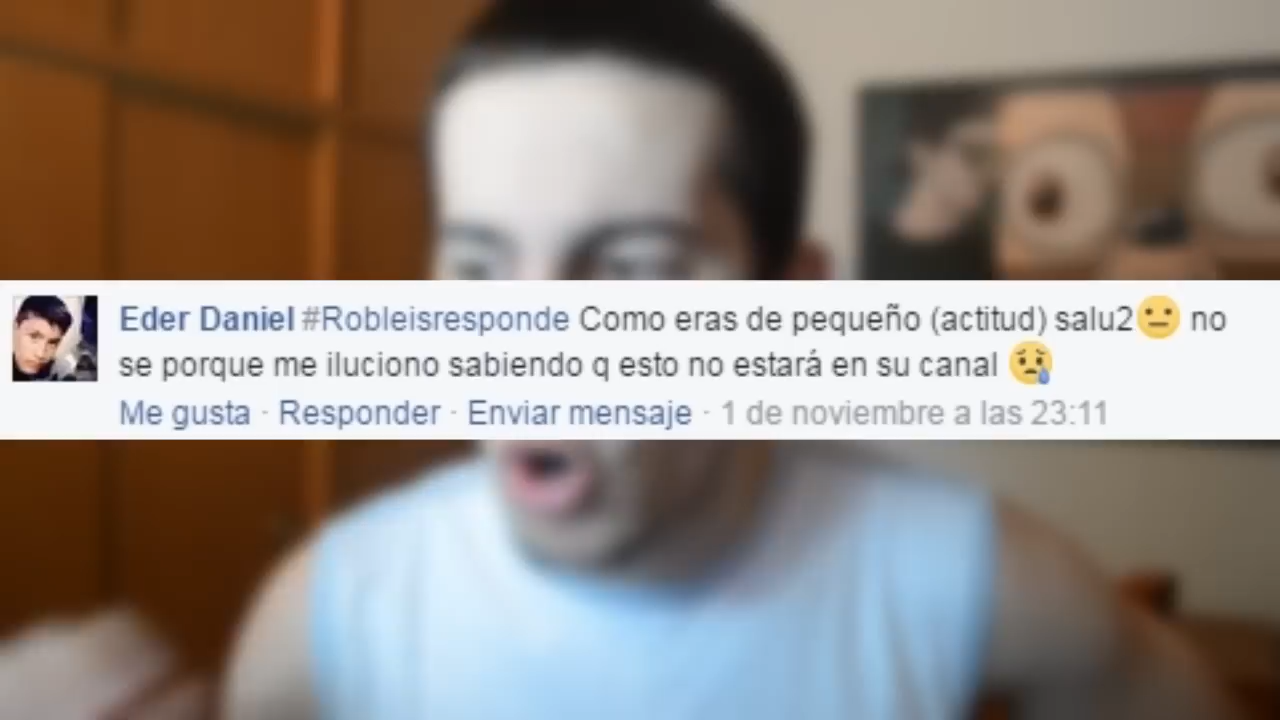 Eder Daniel #Robleisresponde Como eras de pequeño (actitud) salu2😐 no
se porque me iluciono sabiendo q esto no estará en su canal 😢
Me gusta · Responder · Enviar mensaje · 1 de noviembre a las 23:11